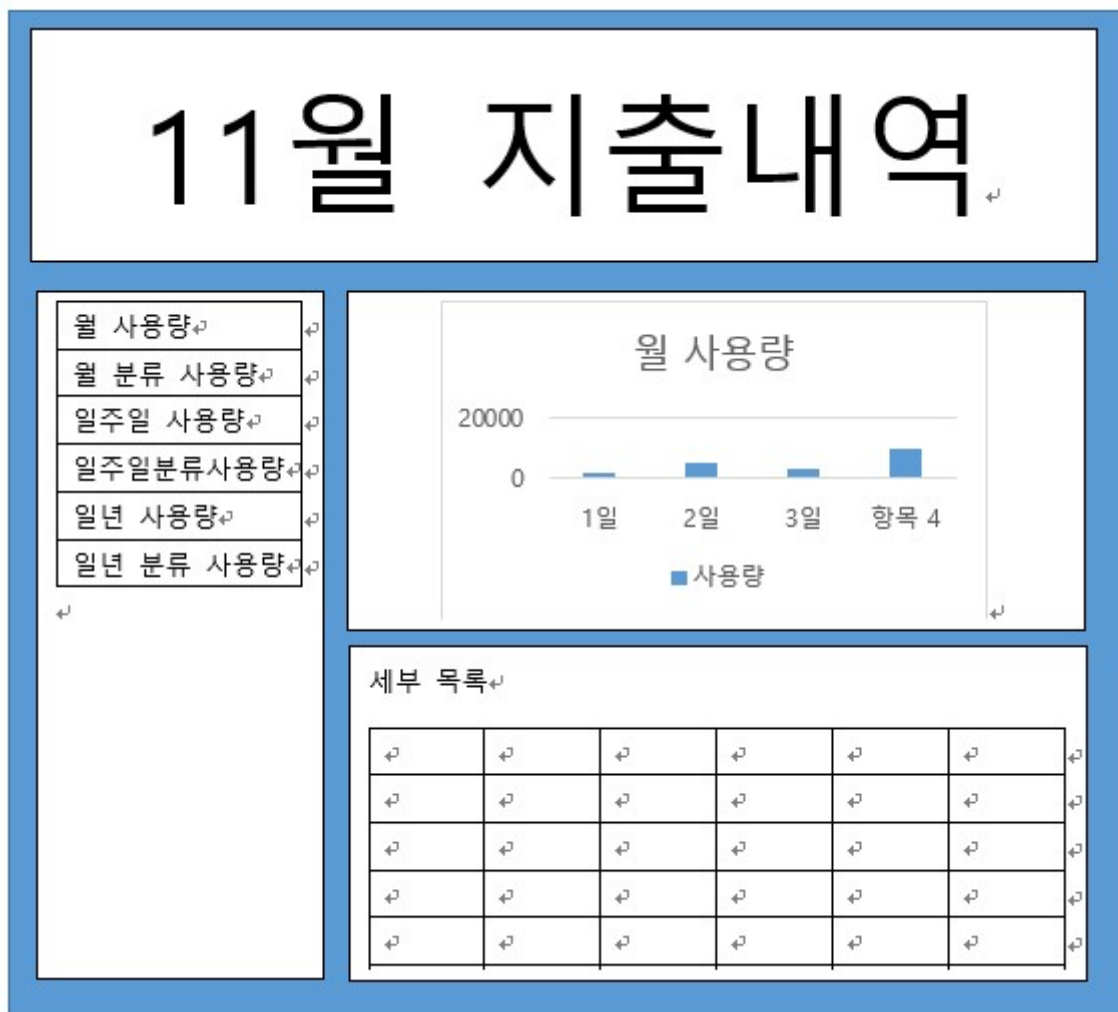 11월 지출내역
월 사용량
월 분류 사용량
일주일 사용량
일주일분류사용량
일년 사용량
일년 분류 사용량
월 사용량
20000
0
1일 2일 3일 항목 4
사용량
세부 목록